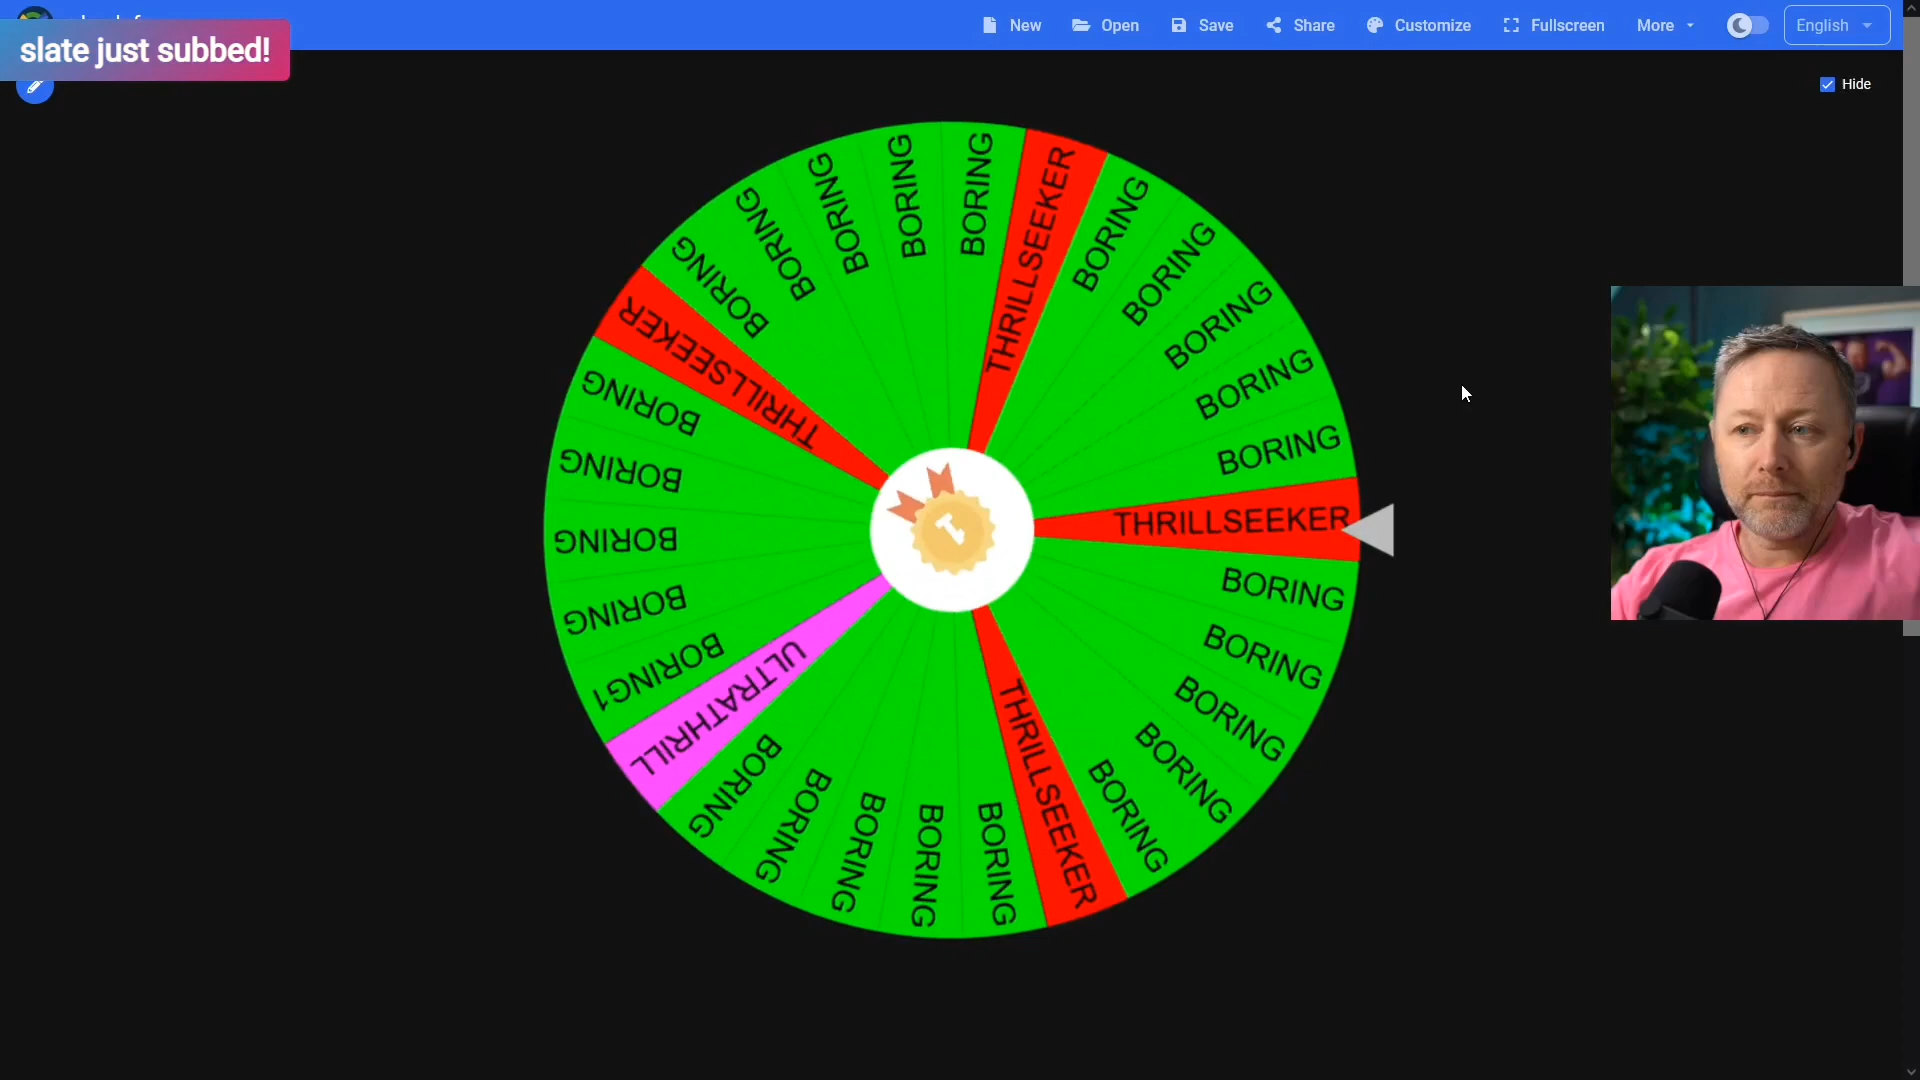 slate just subbed!
New
Open
Save
Share
Customize
Fullscreen
More
English
Hide
THRILLSEEKER
BORING
BORING
BORING
BORING
BORING
THRILLSEEKER
BORING
BORING
BORING
BORING
BORING
THRILLSEEKER
BORING
BORING
BORING
BORING
BORING
ULTRATHRILL
BORING1
BORING
BORING
BORING
BORING
THRILLSEEKER
BORING
BORING
BORING
BORING
BORING
1